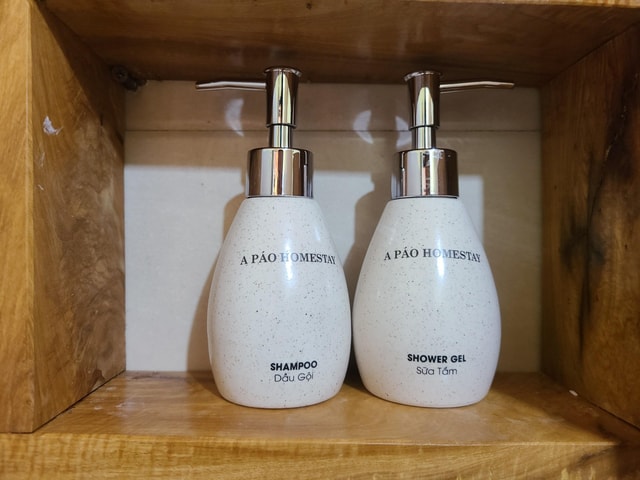 A PÁO HOMESTAY
SHAMPOO
Dầu Gội
A PÁO HOMESTAY
SHOWER GEL
Sữa Tắm